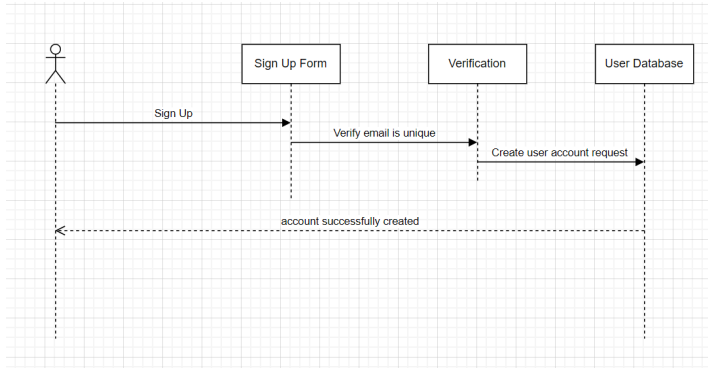 Sign Up Form
Verification
User Database
Sign Up
Verify email is unique
Create user account request
account successfully created